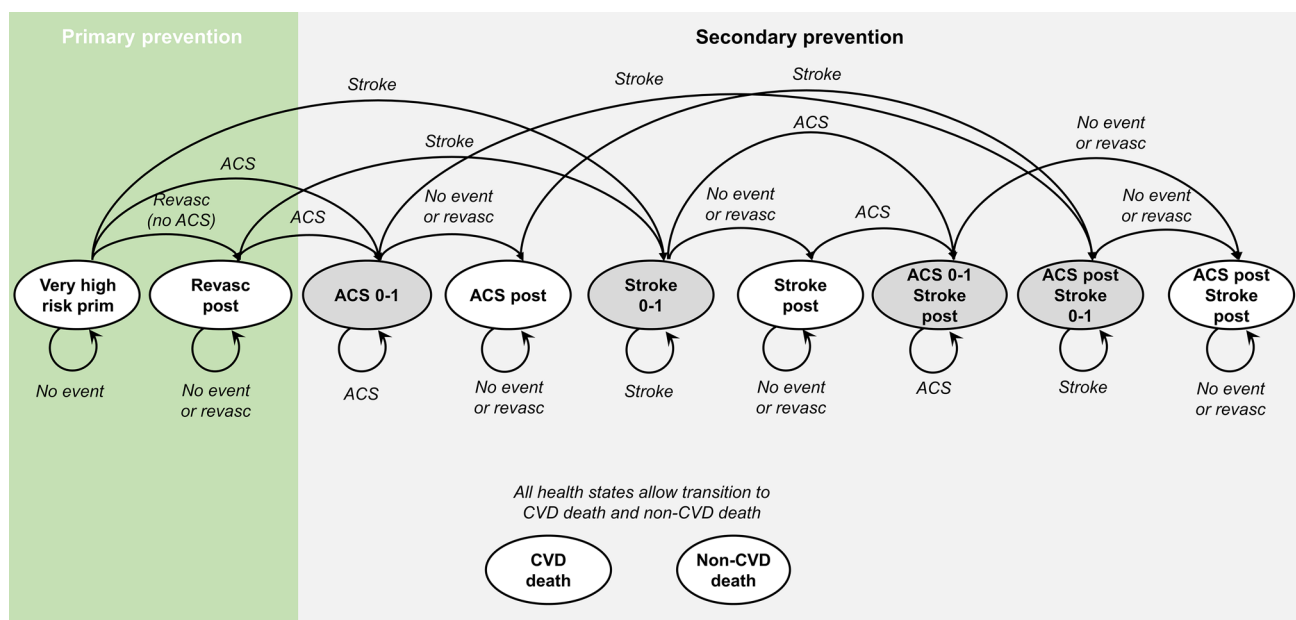 Primary prevention
Secondary prevention
Stroke
Stroke
Stroke
ACS
No event
or revasc
Stroke
ACS
Revasc
(no ACS)
ACS
No event
or revasc
No event
or revasc
ACS
No event
or revasc
Very high
risk prim
Revasc
post
ACS 0-1
ACS post
Stroke
0-1
Stroke
post
ACS 0-1
Stroke
post
ACS post
Stroke
0-1
ACS post
Stroke
post
No event
No event
or revasc
ACS
No event
or revasc
Stroke
No event
or revasc
ACS
Stroke
No event
or revasc
All health states allow transition to
CVD death and non-CVD death
CVD
death
Non-CVD
death